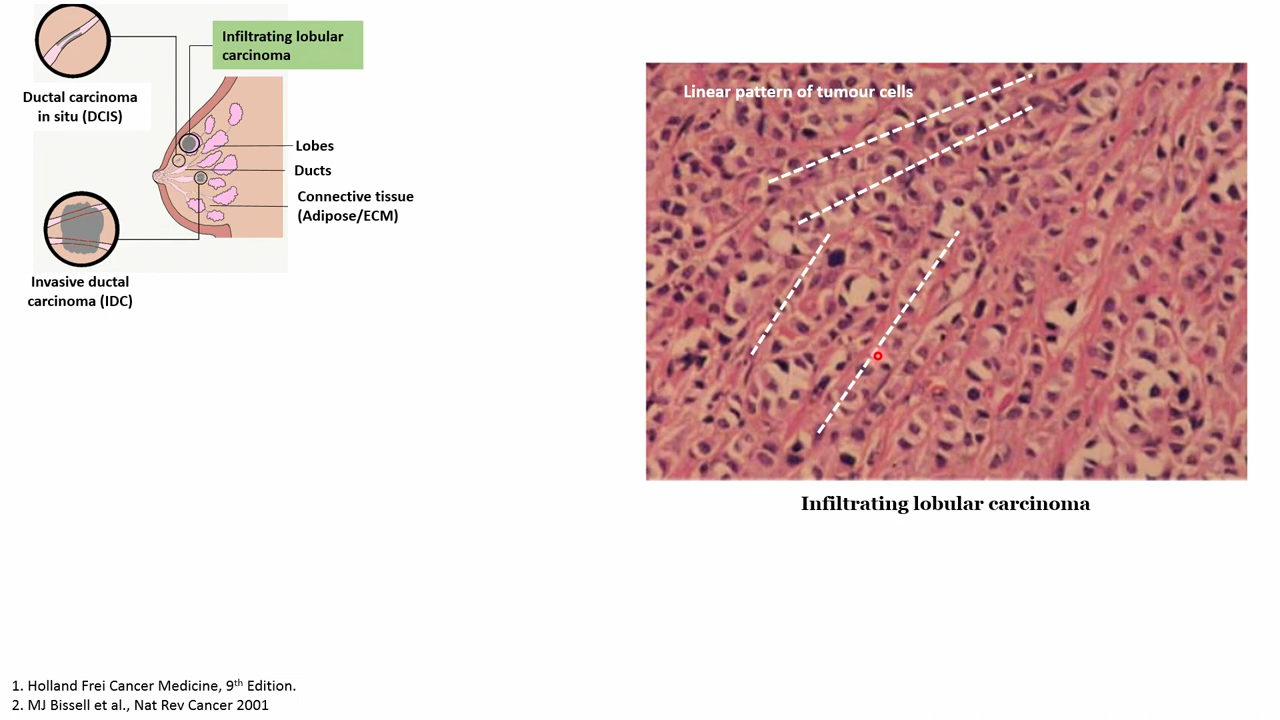 Infiltrating lobular
carcinoma
Ductal carcinoma
in situ (DCIS)
Lobes
Ducts
Connective tissue
(Adipose/ECM)
Invasive ductal
carcinoma (IDC)
Linear pattern of tumour cells
Infiltrating lobular carcinoma
1. Holland Frei Cancer Medicine, 9th Edition.
2. MJ Bissell et al., Nat Rev Cancer 2001